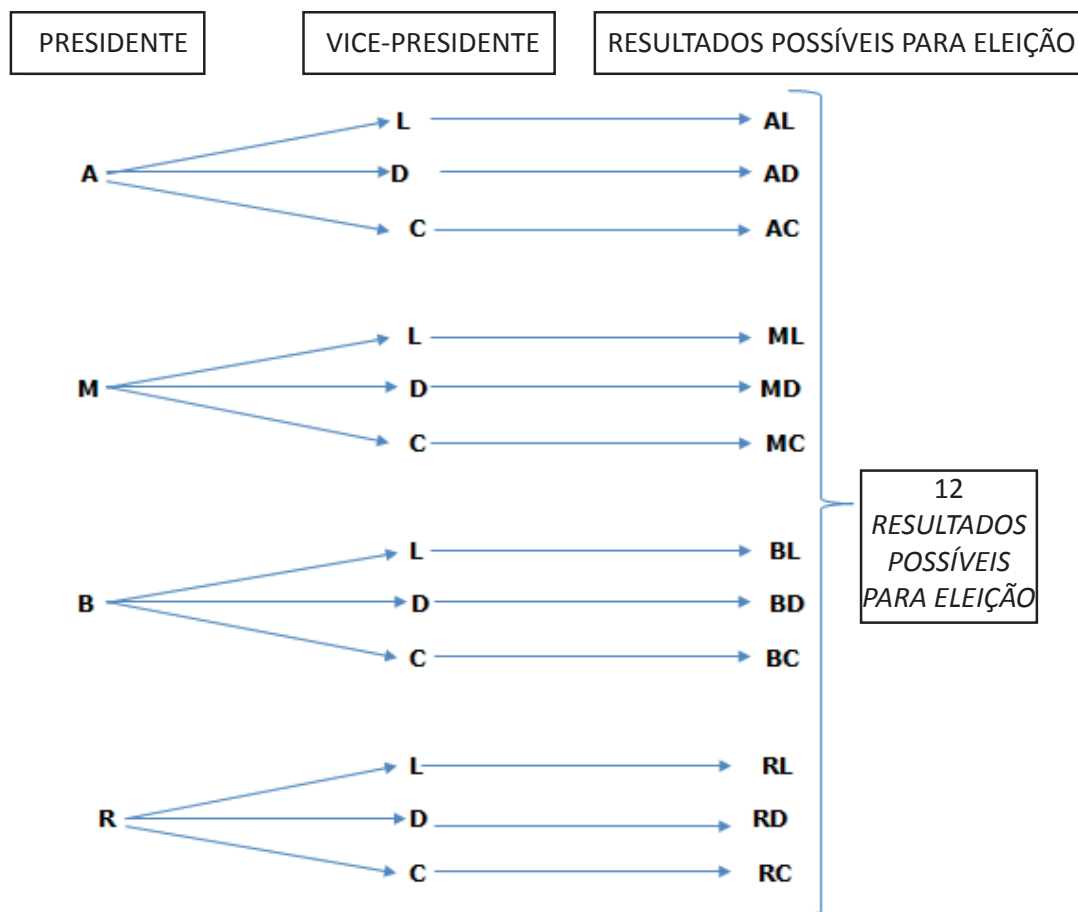 PRESIDENTE VICE-PRESIDENTE RESULTADOS POSSÍVEIS PARA ELEIÇÃO
L AL
A D AD
C AC
L ML
M D MD
C MC
L BL
B D BD
C BC
L RL
R D RD
C RC
12
RESULTADOS
POSSÍVEIS
PARA ELEIÇÃO